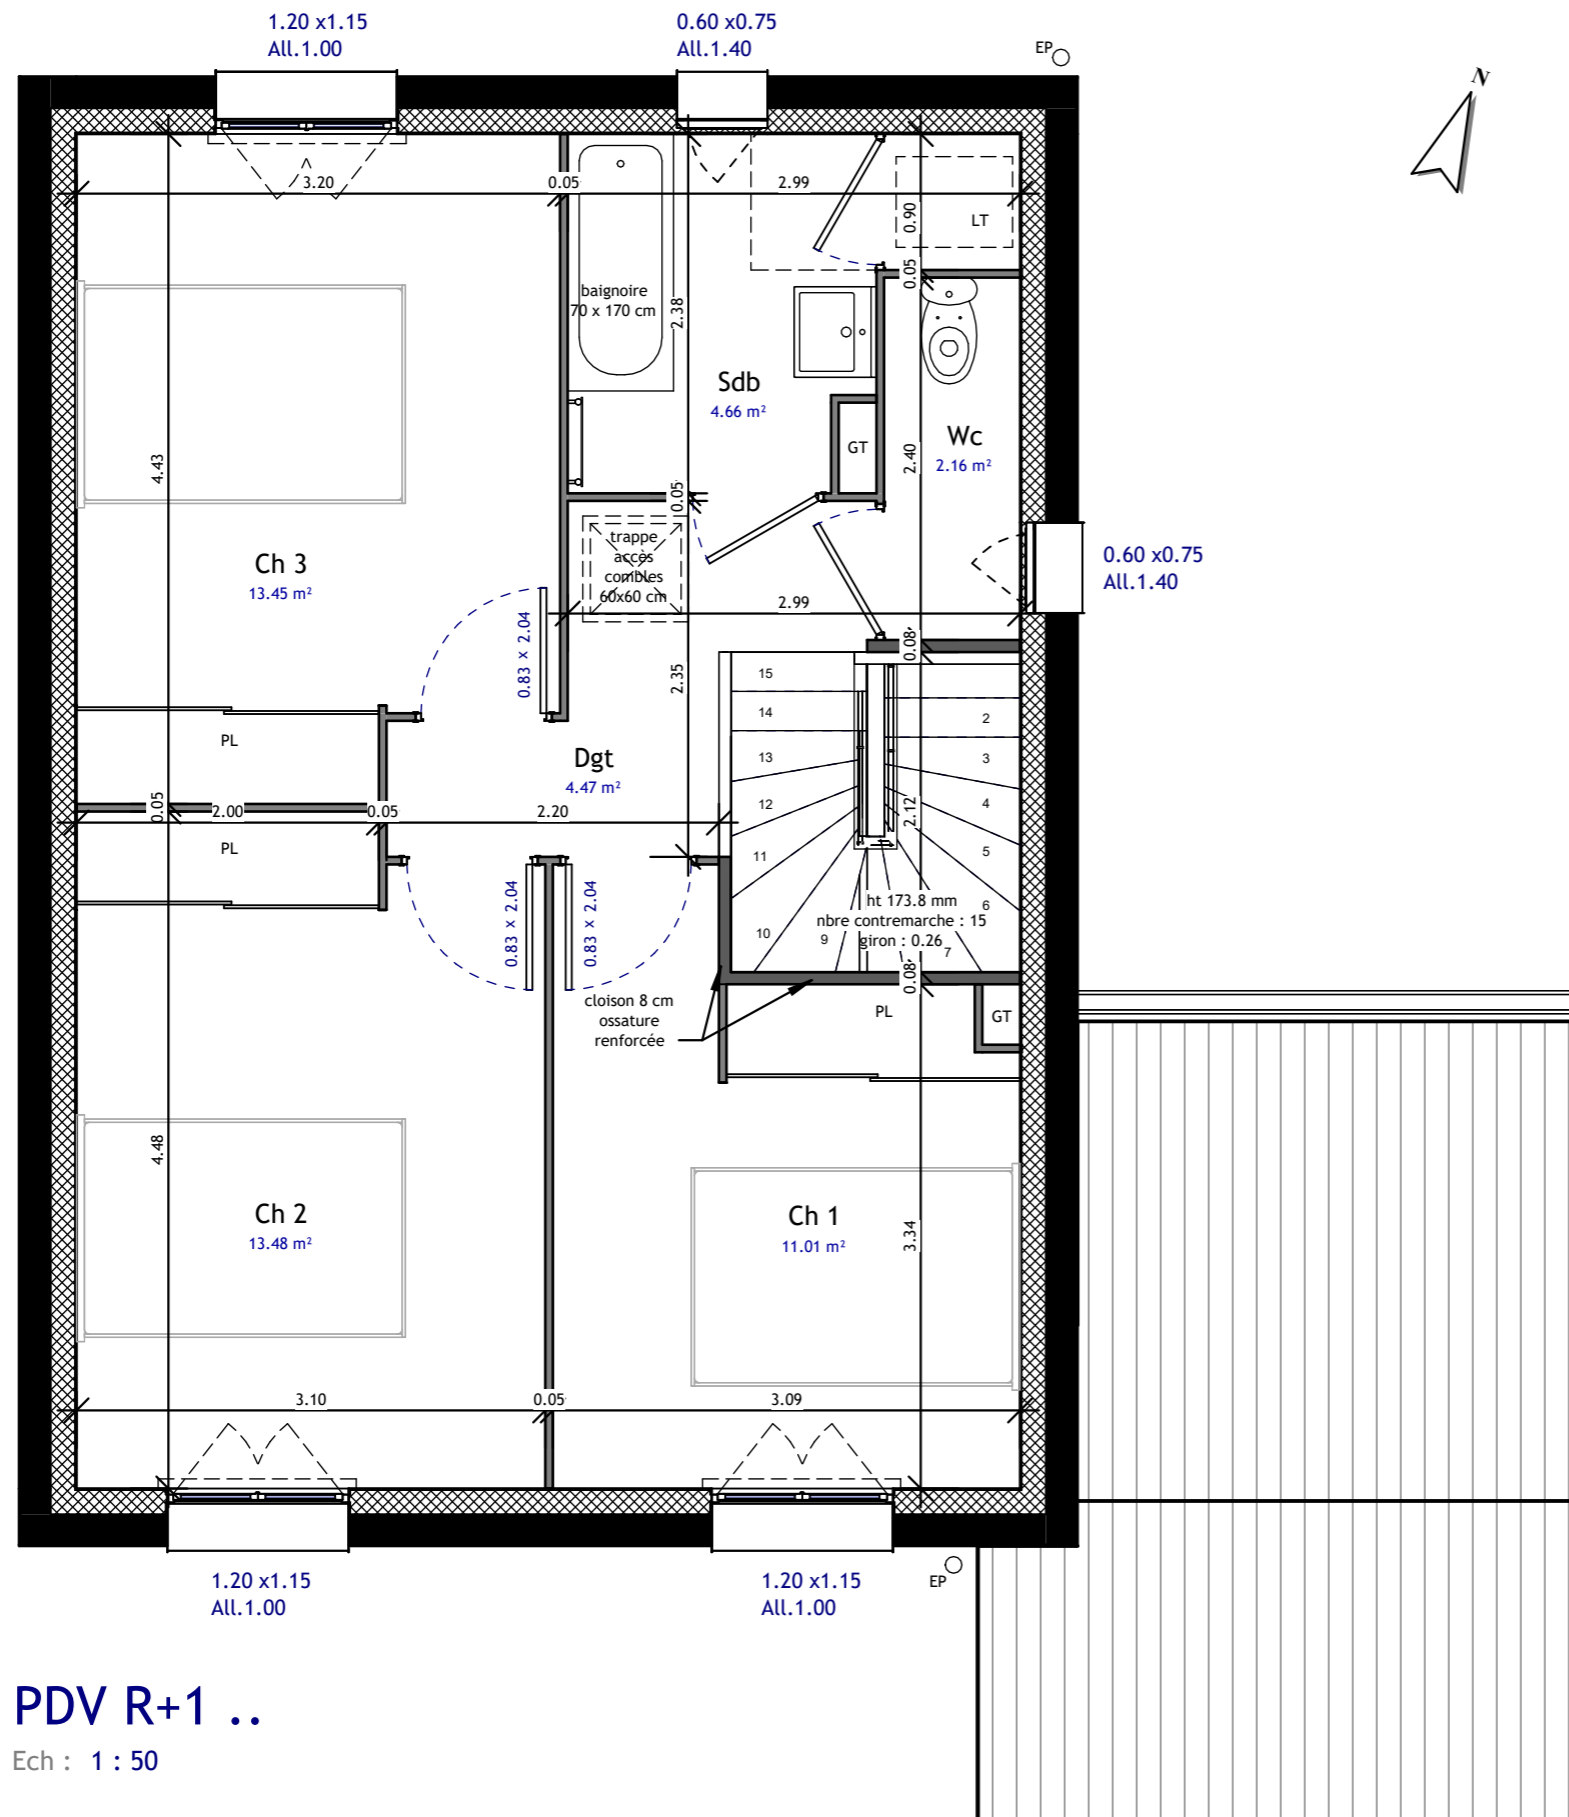 1.20 x1.15
All.1.00
0.60 x0.75
All.1.40
EP
N
3.20
0.05
2.99
0.90
LT
0.05
baignoire
70 x 170 cm
2.38
Sdb
4.66 m²
GT
Wc
2.16 m²
2.40
4.43
0.05
Ch 3
13.45 m²
trappe
accès
combles
60x60 cm
0.60 x0.75
All.1.40
2.99
0.83 x 2.04
0.08
2.35
15
14
13
12
11
10
9
2
3
4
5
6
7
PL
Dgt
4.47 m²
0.05
2.00
0.05
2.20
2.12
PL
0.83 x 2.04
0.83 x 2.04
ht 173.8 mm
nbre contremarche : 15
giron : 0.26
0.08
cloison 8 cm
ossature
renforcée
PL
GT
4.48
Ch 2
13.48 m²
Ch 1
11.01 m²
3.34
3.10
0.05
3.09
1.20 x1.15
All.1.00
1.20 x1.15
All.1.00
EP
PDV R+1 ..
Ech : 1 : 50